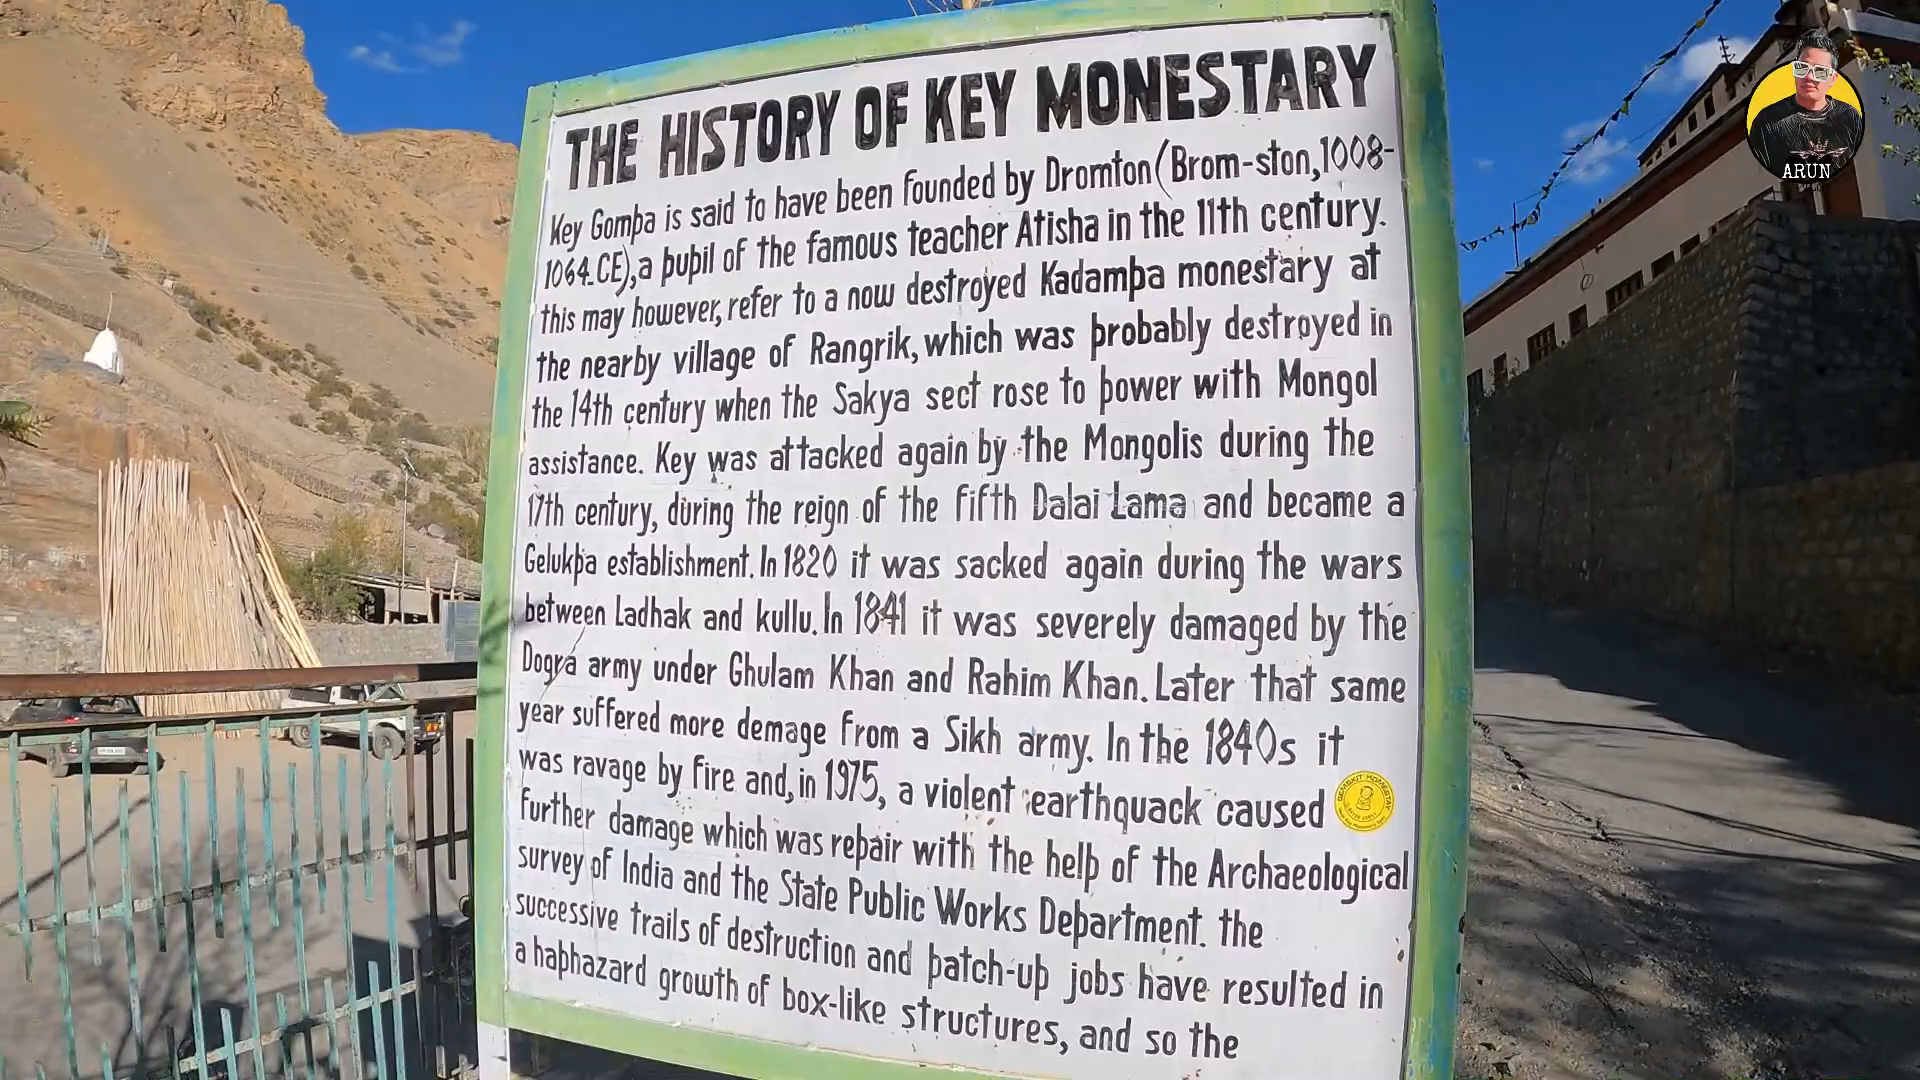 THE HISTORY OF KEY MONESTARY
Key Gompa is said to have been founded by Dromton(Brom-ston,1008-
1064.CE),a pupil of the famous teacher Atisha in the 11th century.
this may however, refer to a now destroyed Kadampa monestary at
the nearby village of Rangrik, which was probably destroyed in
the 14th century when the Sakya sect rose to power with Mongol
assistance. Key was attacked again by the Mongolis during the
17th century, during the reign of the fifth Dalai Lama and became a
Gelukpa establishment. In 1820 it was sacked again during the wars
between Ladhak and kullu. In 1841 it was severely damaged by the
Dogra army under Ghulam Khan and Rahim Khan. Later that same
year suffered more demage from a Sikh army. In the 1840s it
was ravage by fire and, in 1975, a violent earthquack caused
further damage which was repair with the help of the Archaeological
survey of India and the State Public Works Department. the
successive trails of destruction and patch-up jobs have resulted in
a haphazard growth of box-like structures, and so the
ARUN